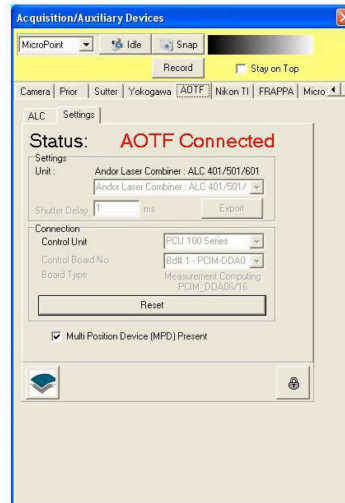 Acquisition/Auxiliary Devices
MicroPoint Idle Snap
Record Stay on Top
Camera Prior Sutter Yokogawa AOTF Nikon TI FRAPPA Micro
ALC Settings
Status: AOTF Connected
Settings
Unit : Andor Laser Combiner : ALC 401/501/601
Andor Laser Combiner : ALC 401/501/
Shutter Delay 1 ms Export
Connection
Control Unit PCU 100 Series
Control Board No Bd# 1 - PCIM-DDA0
Board Type Measurement Computing
PCIM_DDA06/16
Reset
Multi Position Device (MPD) Present